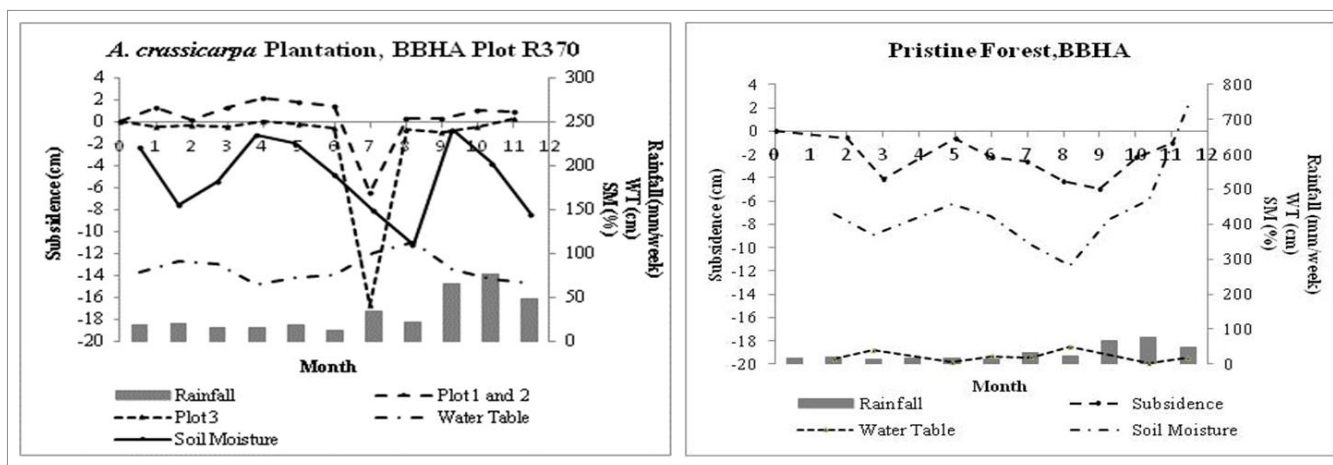 A. crassicarpa Plantation, BBHA Plot R370
4
2
0
-2
-4
-6
-8
-10
-12
-14
-16
-18
-20
Subsidence (cm)
0 1 2 3 4 5 6 7 8 9 10 11 12
300
250
200
150
100
50
0
Rainfall (mm/week)
WT (cm)
SM (%)
Month
Rainfall
Plot 1 and 2
Plot 3
Water Table
Soil Moisture
Pristine Forest,BBHA
4
2
0
-2
-4
-6
-8
-10
-12
-14
-16
-18
-20
Subsidence (cm)
0 1 2 3 4 5 6 7 8 9 10 11 12
800
700
600
500
400
300
200
100
0
Rainfall (mm/week)
WT (cm)
SM (%)
Month
Rainfall
Subsidence
Water Table
Soil Moisture